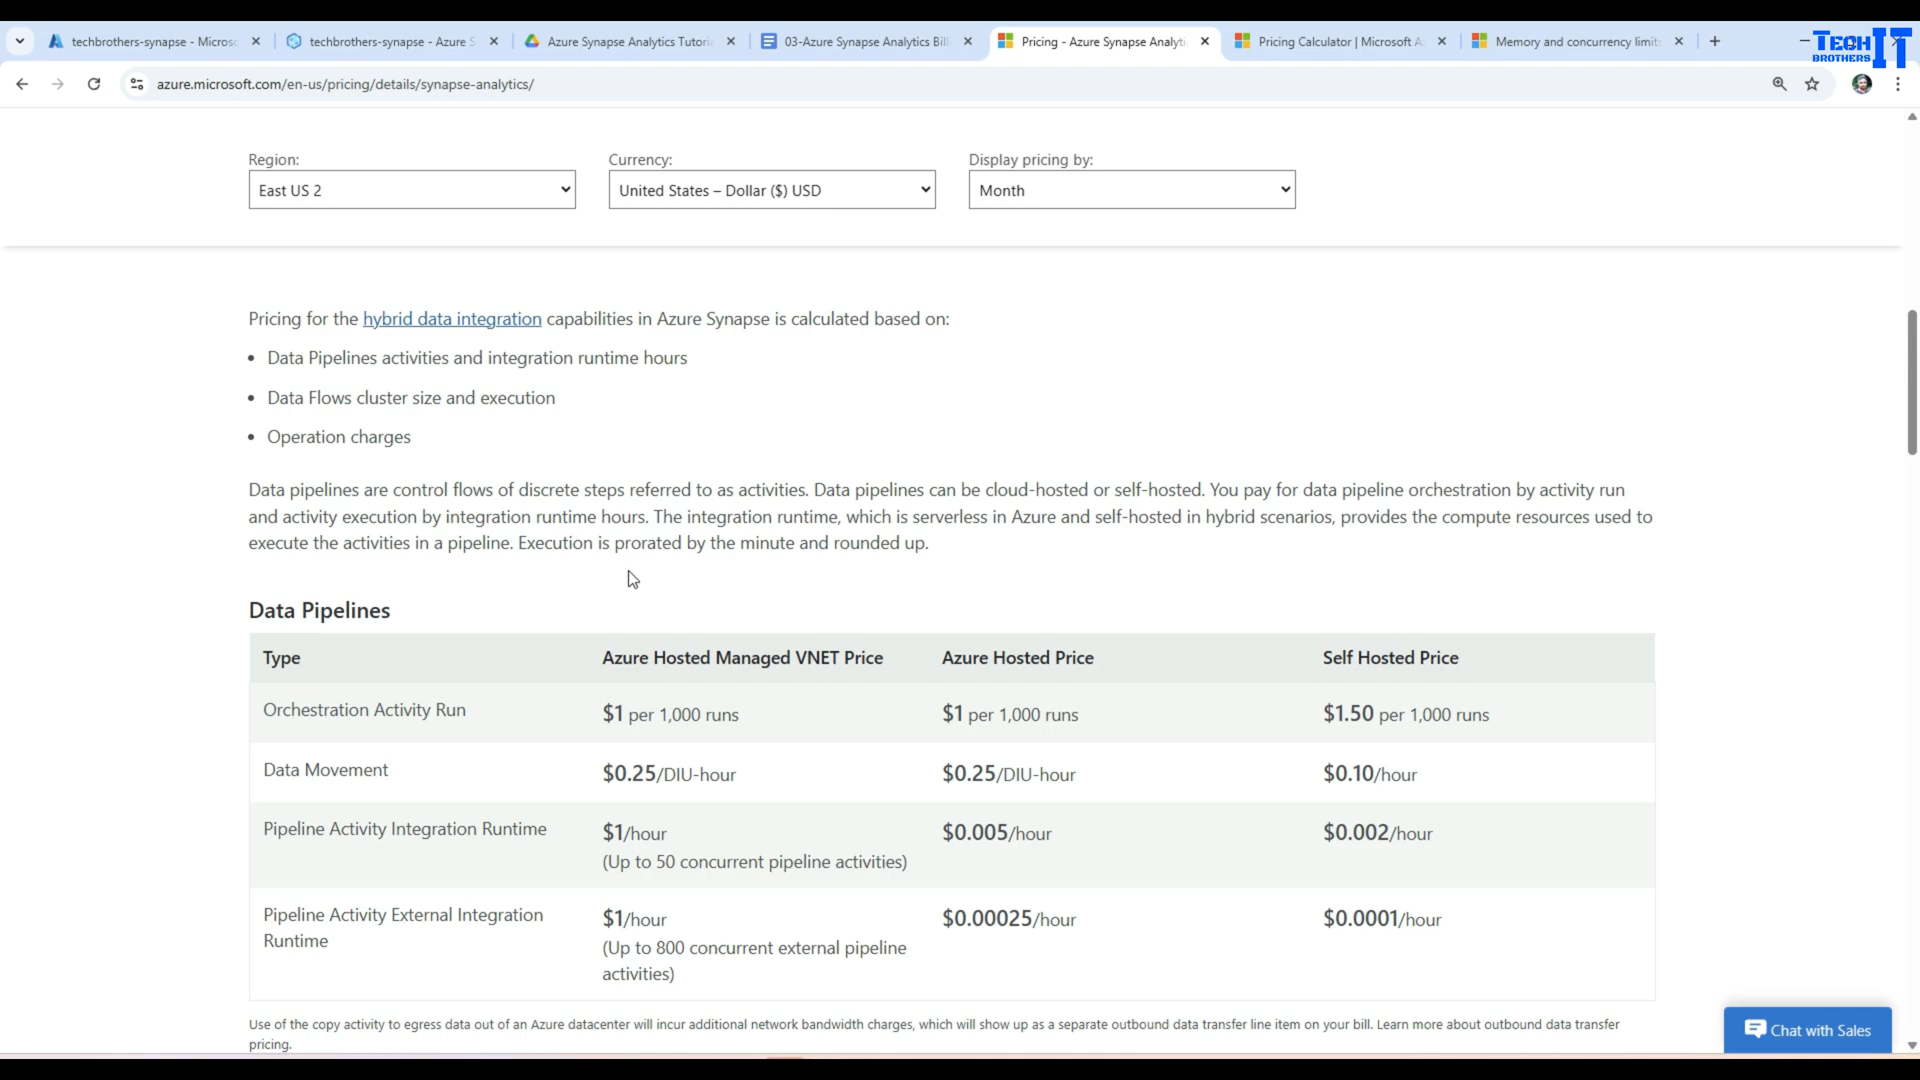 techbrothers-synapse - Micros
techbrothers-synapse - Azure S
Azure Synapse Analytics Tutori
03-Azure Synapse Analytics Bill
Pricing - Azure Synapse Analyti
Pricing Calculator | Microsoft A
Memory and concurrency limit
TECH IT
BROTHERS
azure.microsoft.com/en-us/pricing/details/synapse-analytics/
Region: Currency: Display pricing by:
East US 2 United States – Dollar ($) USD Month
Pricing for the hybrid data integration capabilities in Azure Synapse is calculated based on:
• Data Pipelines activities and integration runtime hours
• Data Flows cluster size and execution
• Operation charges
Data pipelines are control flows of discrete steps referred to as activities. Data pipelines can be cloud-hosted or self-hosted. You pay for data pipeline orchestration by activity run
and activity execution by integration runtime hours. The integration runtime, which is serverless in Azure and self-hosted in hybrid scenarios, provides the compute resources used to
execute the activities in a pipeline. Execution is prorated by the minute and rounded up.
Data Pipelines
Type Azure Hosted Managed VNET Price Azure Hosted Price Self Hosted Price
Orchestration Activity Run $1 per 1,000 runs $1 per 1,000 runs $1.50 per 1,000 runs
Data Movement $0.25/DIU-hour $0.25/DIU-hour $0.10/hour
Pipeline Activity Integration Runtime $1/hour $0.005/hour $0.002/hour
(Up to 50 concurrent pipeline activities)
Pipeline Activity External Integration $1/hour $0.00025/hour $0.0001/hour
Runtime (Up to 800 concurrent external pipeline
activities)
Use of the copy activity to egress data out of an Azure datacenter will incur additional network bandwidth charges, which will show up as a separate outbound data transfer line item on your bill. Learn more about outbound data transfer
pricing.
Chat with Sales